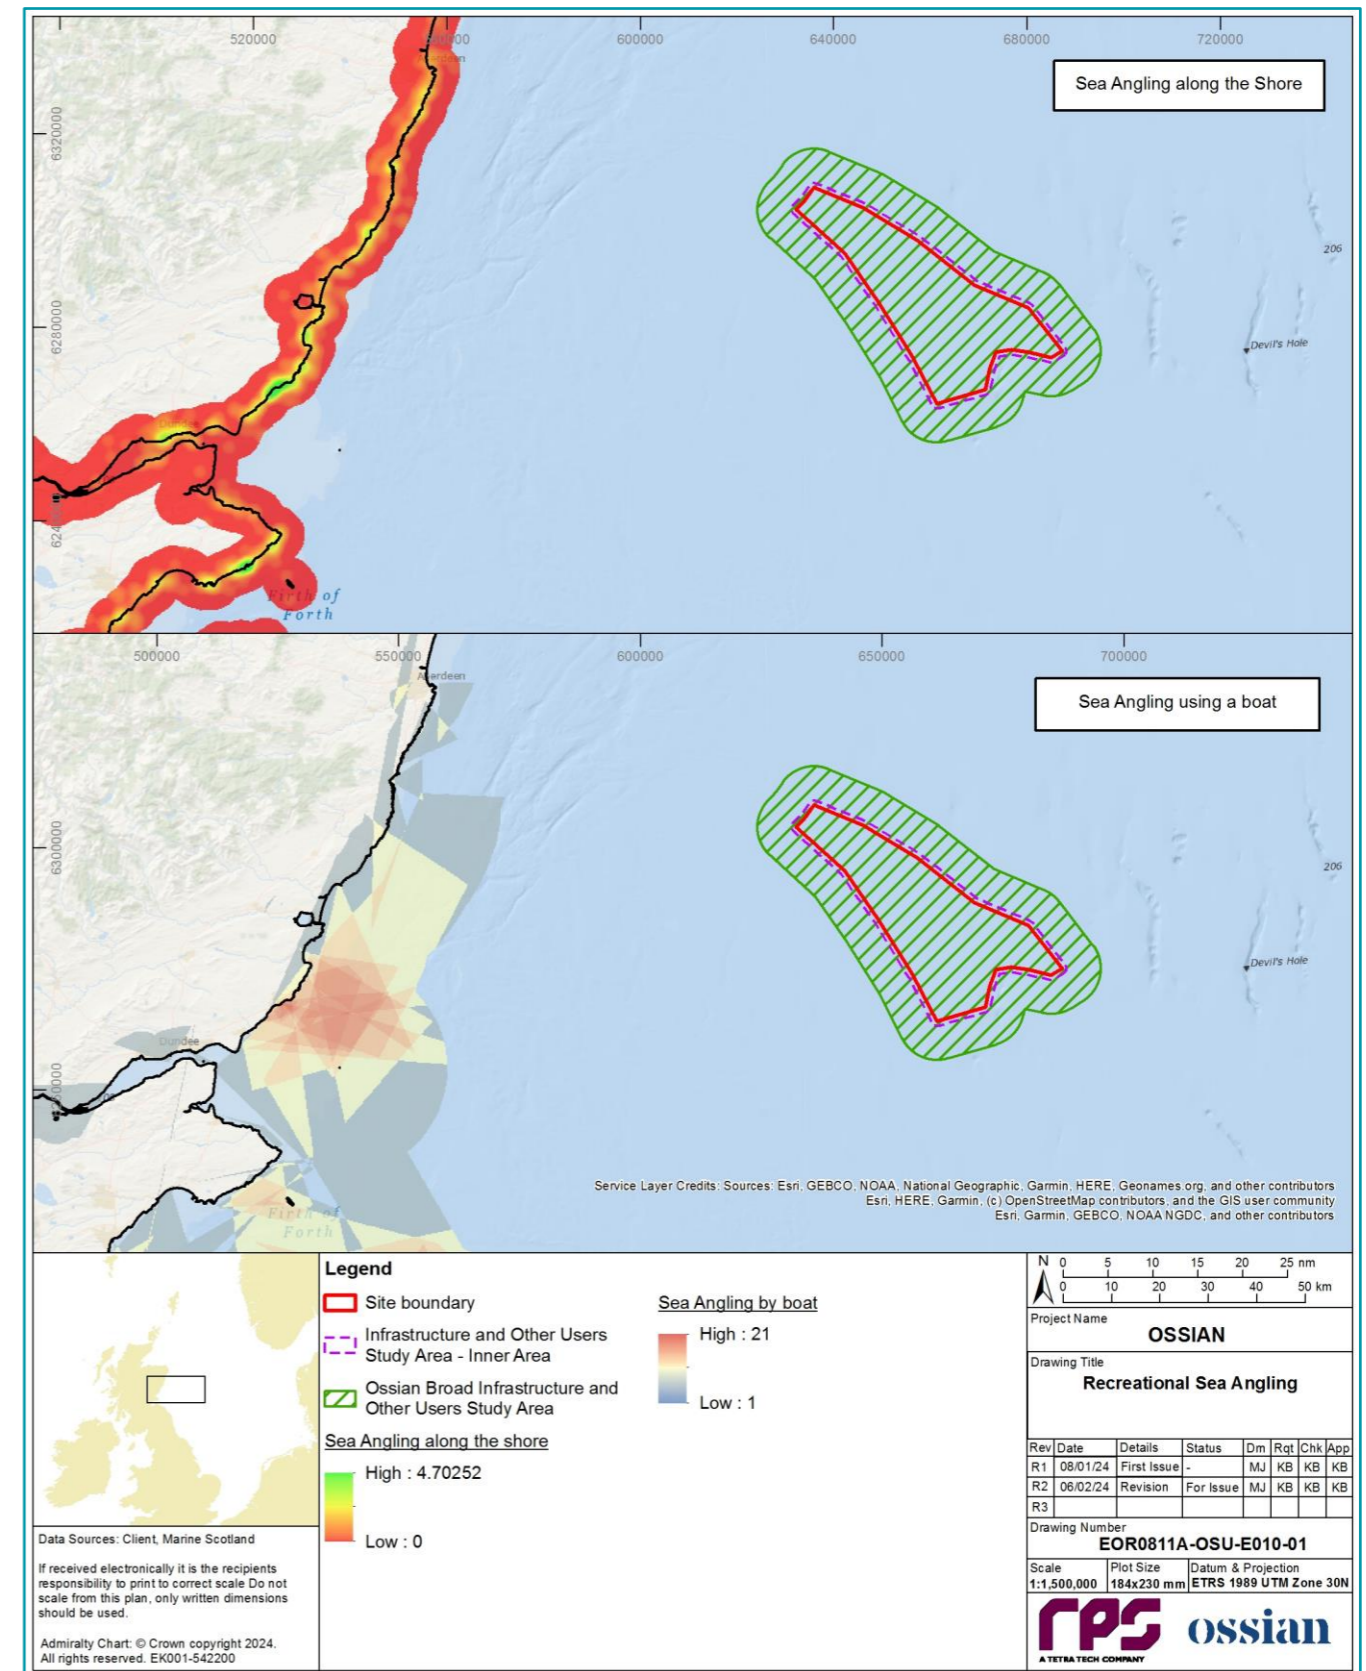 520000
600000
640000
680000
720000
Aberdeen
Sea Angling along the Shore
6320000
206
6280000
Devil's Hole
Dundee
Firth of
Forth
500000
550000
600000
650000
700000
Aberdeen
Sea Angling using a boat
6300000
206
Devil's Hole
Dundee
Firth of
Forth
Service Layer Credits: Sources: Esri, GEBCO, NOAA, National Geographic, Garmin, HERE, Geonames.org, and other contributors
Esri, HERE, Garmin, (c) OpenStreetMap contributors, and the GIS user community
Esri, Garmin, GEBCO, NOAA NGDC, and other contributors
Data Sources: Client, Marine Scotland
If received electronically it is the recipients
responsibility to print to correct scale Do not
scale from this plan, only written dimensions
should be used.
Admiralty Chart: © Crown copyright 2024.
All rights reserved. EK001-542200
Legend
Site boundary
Infrastructure and Other Users
Study Area - Inner Area
Ossian Broad Infrastructure and
Other Users Study Area
Sea Angling along the shore
High : 4.70252
Low : 0
Sea Angling by boat
High : 21
Low : 1
N 0 5 10 15 20 25 nm
0 10 20 30 40 50 km
Project Name
OSSIAN
Drawing Title
Recreational Sea Angling
Rev Date Details Status Dm Rqt Chk App
R1 08/01/24 First Issue - MJ KB KB KB
R2 06/02/24 Revision For Issue MJ KB KB KB
R3
Drawing Number
EOR0811A-OSU-E010-01
Scale Plot Size Datum & Projection
1:1,500,000 184x230 mm ETRS 1989 UTM Zone 30N
rps ossian
A TETRA TECH COMPANY